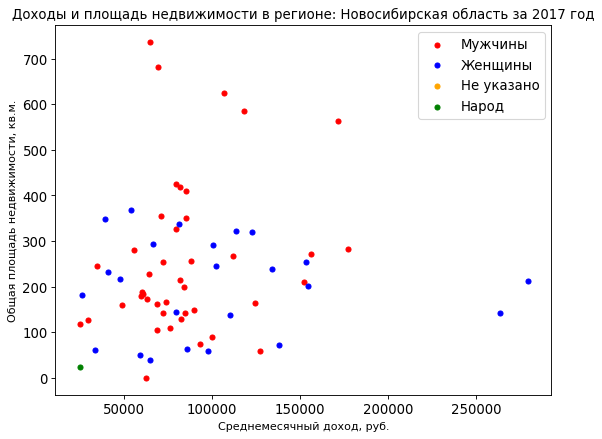 Доходы и площадь недвижимости в регионе: Новосибирская область за 2017 год
Мужчины
Женщины
Не указано
Народ
Общая площадь недвижимости, кв.м.
700
600
500
400
300
200
100
0
50000 100000 150000 200000 250000
Среднемесячный доход, руб.